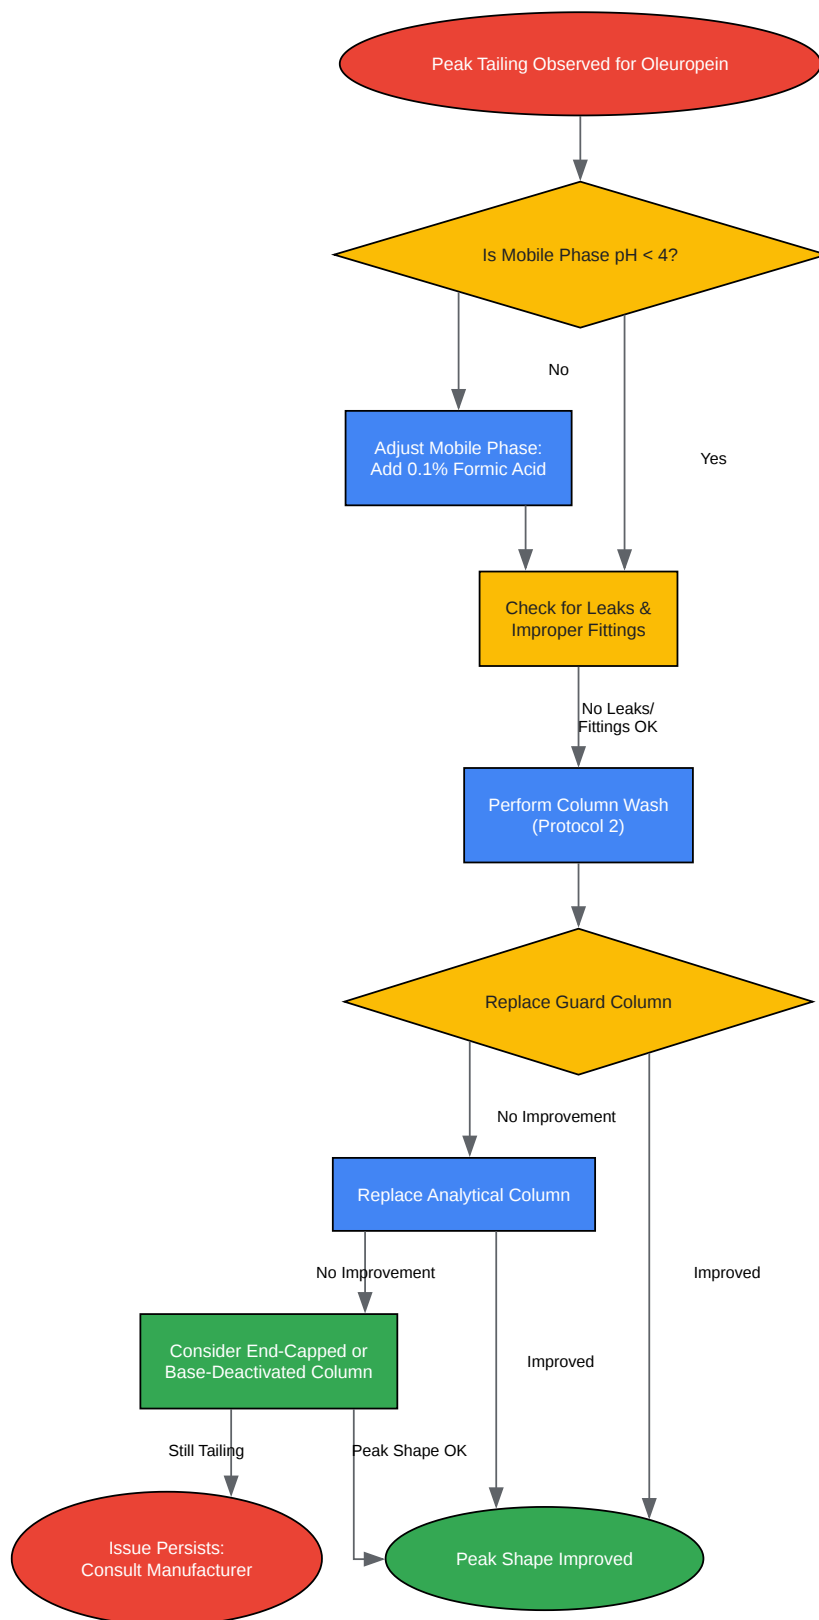 Peak Tailing Observed for Oleuropein
Is Mobile Phase pH < 4?
No
Adjust Mobile Phase:
Add 0.1% Formic Acid
Yes
Check for Leaks &
Improper Fittings
No Leaks/
Fittings OK
Perform Column Wash
(Protocol 2)
Replace Guard Column
No Improvement
Replace Analytical Column
No Improvement
Improved
Consider End-Capped or
Base-Deactivated Column
Improved
Still Tailing
Peak Shape OK
Issue Persists:
Consult Manufacturer
Peak Shape Improved